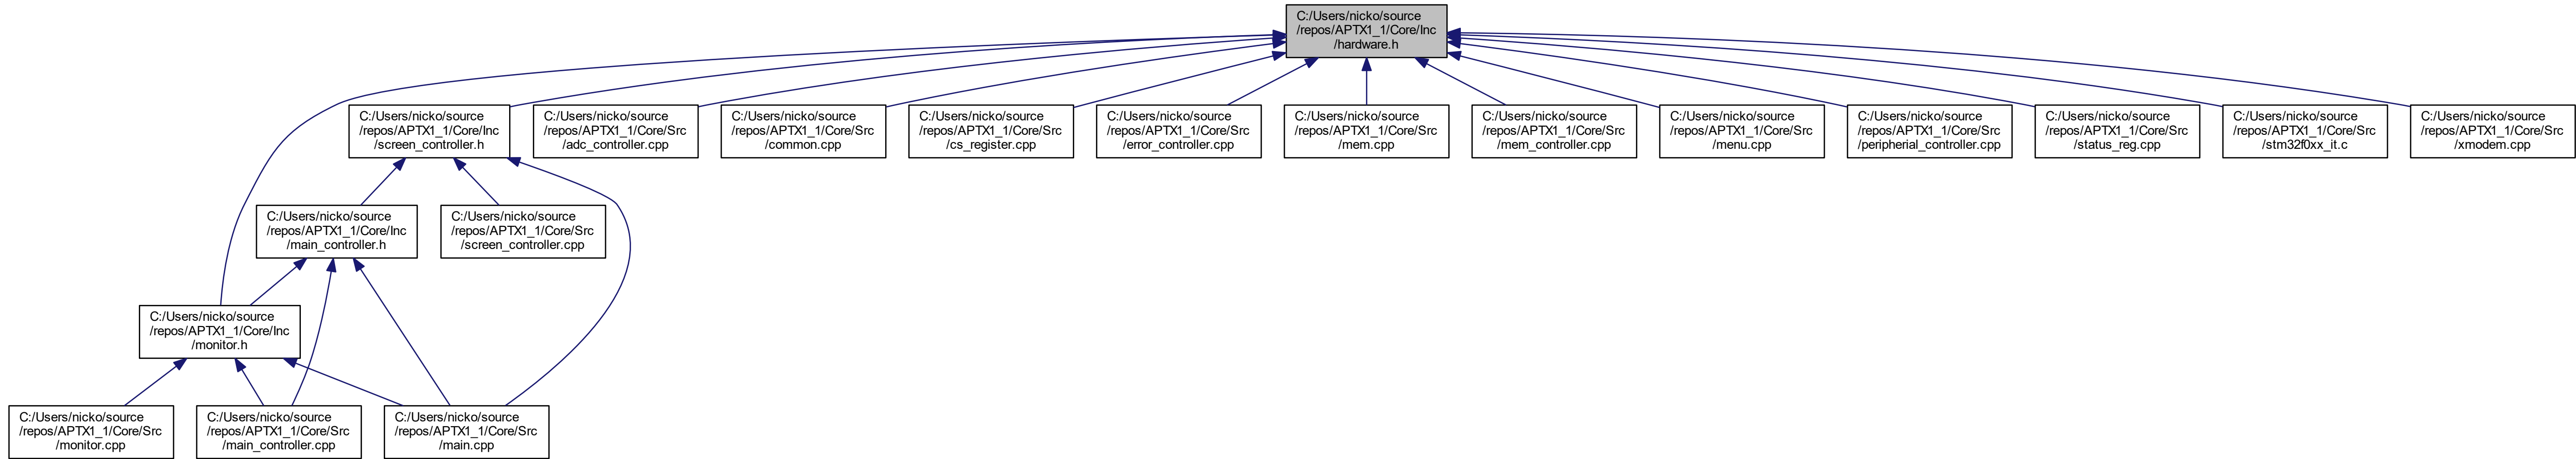 C:/Users/nicko/source
/repos/APTX1_1/Core/Inc
/hardware.h
C:/Users/nicko/source
/repos/APTX1_1/Core/Inc
/screen_controller.h
C:/Users/nicko/source
/repos/APTX1_1/Core/Src
/adc_controller.cpp
C:/Users/nicko/source
/repos/APTX1_1/Core/Src
/common.cpp
C:/Users/nicko/source
/repos/APTX1_1/Core/Src
/cs_register.cpp
C:/Users/nicko/source
/repos/APTX1_1/Core/Src
/error_controller.cpp
C:/Users/nicko/source
/repos/APTX1_1/Core/Src
/mem.cpp
C:/Users/nicko/source
/repos/APTX1_1/Core/Src
/mem_controller.cpp
C:/Users/nicko/source
/repos/APTX1_1/Core/Src
/menu.cpp
C:/Users/nicko/source
/repos/APTX1_1/Core/Src
/peripherial_controller.cpp
C:/Users/nicko/source
/repos/APTX1_1/Core/Src
/status_reg.cpp
C:/Users/nicko/source
/repos/APTX1_1/Core/Src
/stm32f0xx_it.c
C:/Users/nicko/source
/repos/APTX1_1/Core/Src
/xmodem.cpp
C:/Users/nicko/source
/repos/APTX1_1/Core/Inc
/main_controller.h
C:/Users/nicko/source
/repos/APTX1_1/Core/Src
/screen_controller.cpp
C:/Users/nicko/source
/repos/APTX1_1/Core/Inc
/monitor.h
C:/Users/nicko/source
/repos/APTX1_1/Core/Src
/monitor.cpp
C:/Users/nicko/source
/repos/APTX1_1/Core/Src
/main_controller.cpp
C:/Users/nicko/source
/repos/APTX1_1/Core/Src
/main.cpp